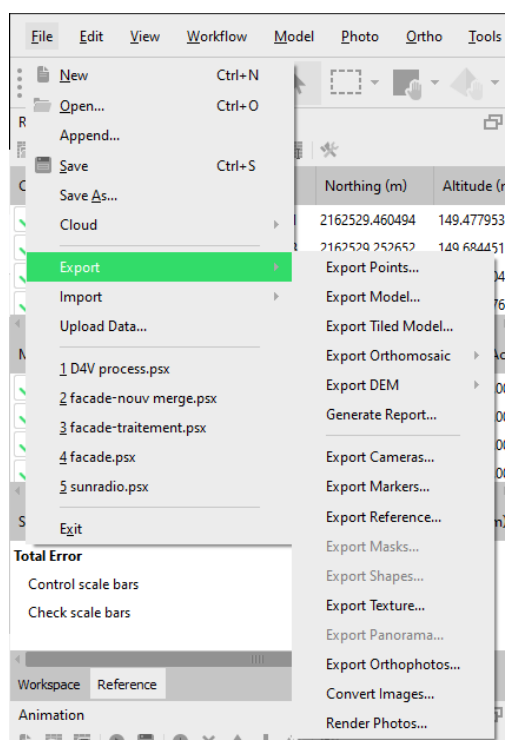 File Edit View Workflow Model Photo Ortho Tools
New Ctrl+N
Open... Ctrl+O
Append...
Save Ctrl+S
Save As...
Cloud
Export
Import
Upload Data...
1 D4V process.psx
2 facade-nouv merge.psx
3 facade-traitement.psx
4 facade.psx
5 sunradio.psx
Exit
Northing (m) Altitude (r
2162529.460494 149.477953
2162529.252652 149.684451
Export Points...
Export Model...
Export Tiled Model...
Export Orthomosaic
Export DEM
Generate Report...
Export Cameras...
Export Markers...
Export Reference...
Export Masks...
Export Shapes...
Export Texture...
Export Panorama...
Export Orthophotos...
Convert Images...
Render Photos...
Total Error
Control scale bars
Check scale bars
Workspace Reference
Animation